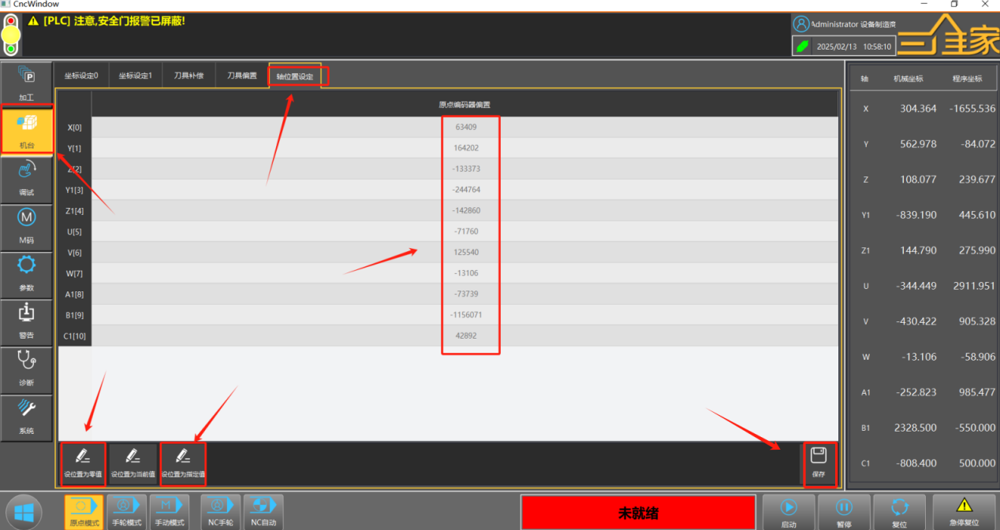 CncWindow
[PLC] 注意,安全门报警已屏蔽!
Administrator 设备制造商
2025/02/13 10:58:10
三维家
加工
机台
调试
M码
参数
警告
诊断
系统
坐标设定0 坐标设定1 刀具补偿 刀具偏置 轴位置设定
原点编码器偏置
X[0] 63409
Y[1] 164202
Z[2] -133373
Y1[3] -244764
Z1[4] -142860
U[5] -71760
V[6] 125540
W[7] -13106
A1[8] -73739
B1[9] -1156071
C1[10] 42892
设位置为零值 设位置为当前值 设位置为指定值 保存
轴 机械坐标 程序坐标
X 304.364 -1655.536
Y 562.978 -84.072
Z 108.077 239.677
Y1 -839.190 445.610
Z1 144.790 275.990
U -344.449 2911.951
V -430.422 905.328
W -13.106 -58.906
A1 -252.823 985.477
B1 2328.500 -550.000
C1 -808.400 500.000
原点模式 手轮模式 手动模式 NC手轮 NC自动 未就绪 启动 暂停 复位 急停复位